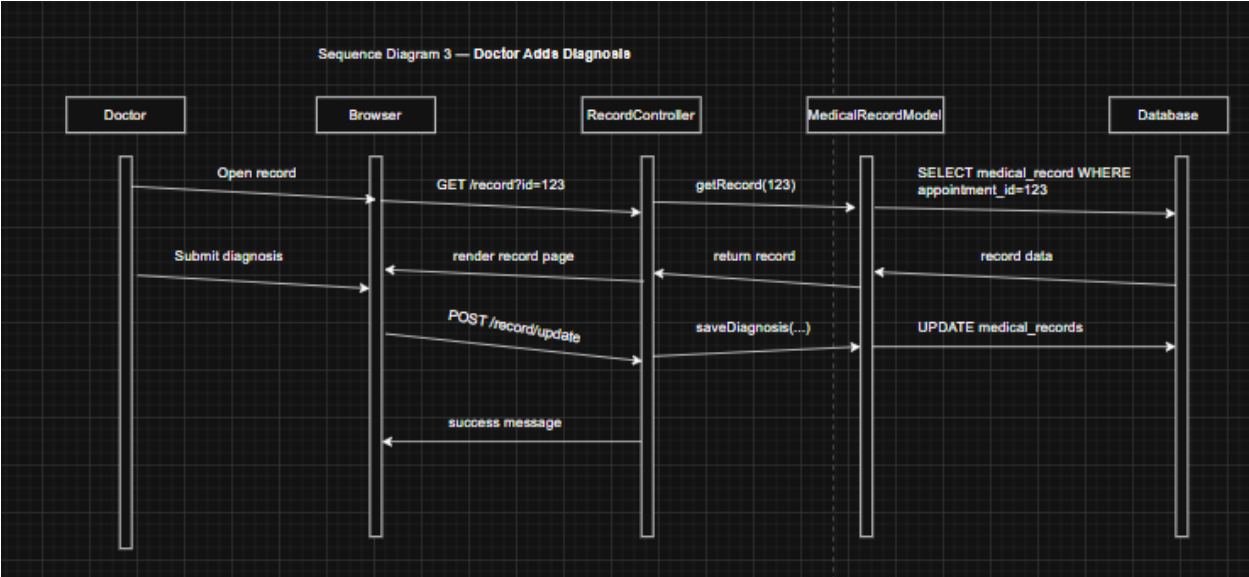 Sequence Diagram 3 — Doctor Adds Diagnosis
Doctor
Browser
RecordController
MedicalRecordModel
Database
Open record
GET /record?id=123
getRecord(123)
SELECT medical_record WHERE
appointment_id=123
Submit diagnosis
render record page
return record
record data
POST /record/update
saveDiagnosis(...)
UPDATE medical_records
success message